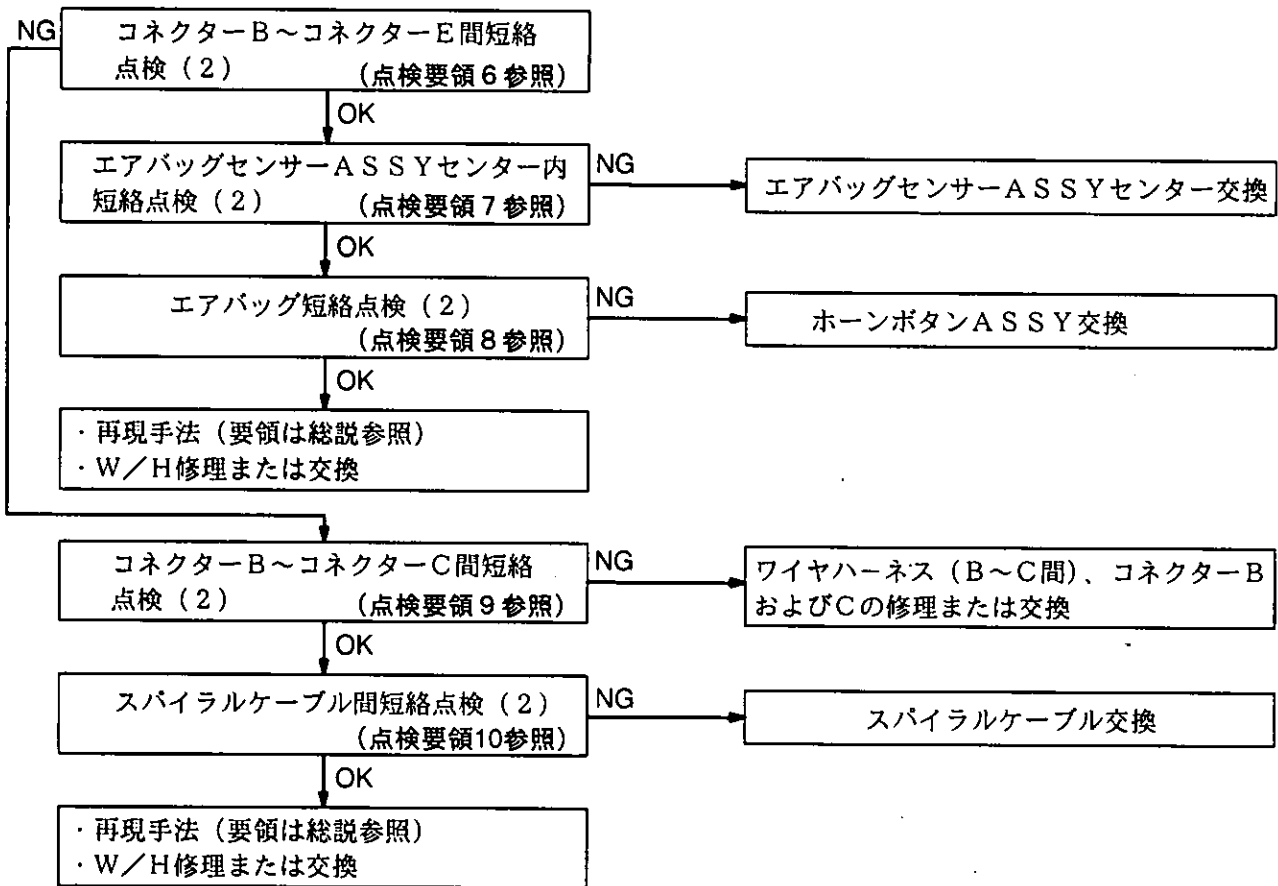 NG
コネクターB～コネクターE間短絡
点検（2） （点検要領6参照）
OK
エアバッグセンサーASSYセンター内
短絡点検（2） （点検要領7参照）
NG
エアバッグセンサーASSYセンター交換
OK
エアバッグ短絡点検（2）
（点検要領8参照）
NG
ホーンボタンASSY交換
OK
・再現手法（要領は総説参照）
・W／H修理または交換
コネクターB～コネクターC間短絡
点検（2） （点検要領9参照）
NG
ワイヤハーネス（B～C間）、コネクターB
およびCの修理または交換
OK
スパイラルケーブル間短絡点検（2）
（点検要領10参照）
NG
スパイラルケーブル交換
OK
・再現手法（要領は総説参照）
・W／H修理または交換